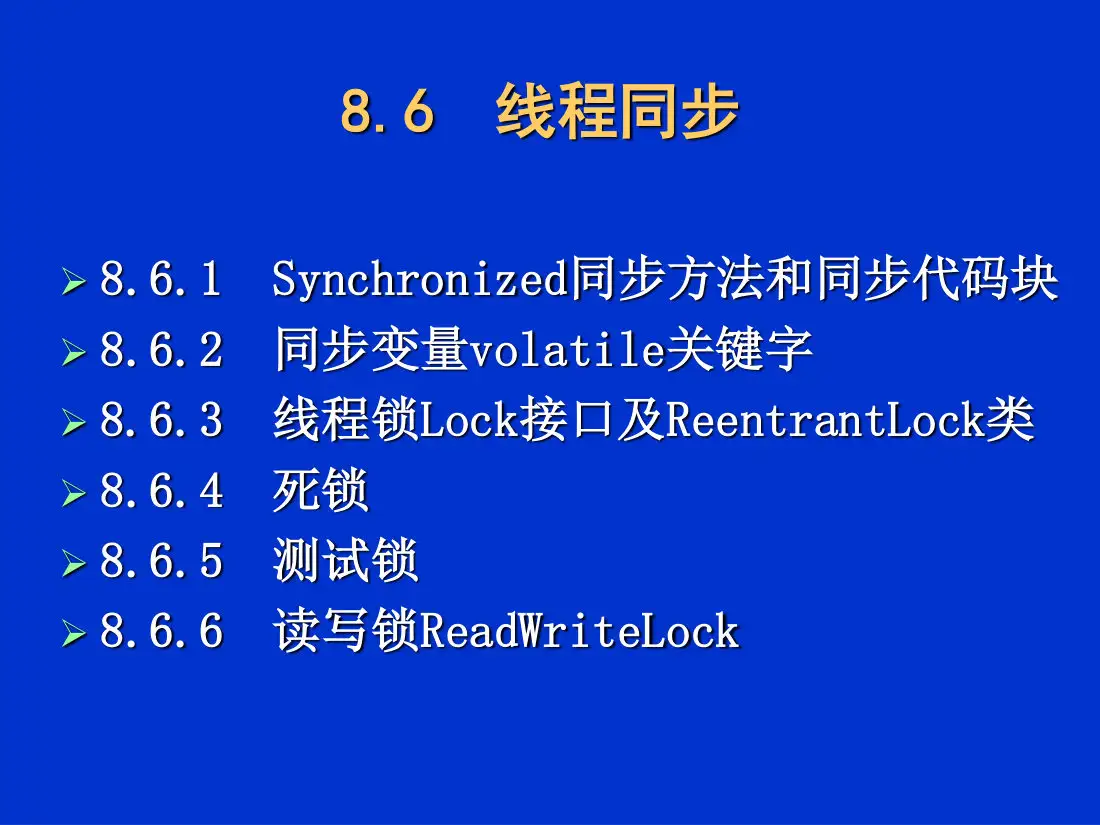 8.6 线程同步
8.6.1 Synchronized同步方法和同步代码块
8.6.2 同步变量volatile关键字
8.6.3 线程锁Lock接口及ReentrantLock类
8.6.4 死锁
8.6.5 测试锁
8.6.6 读写锁ReadWriteLock